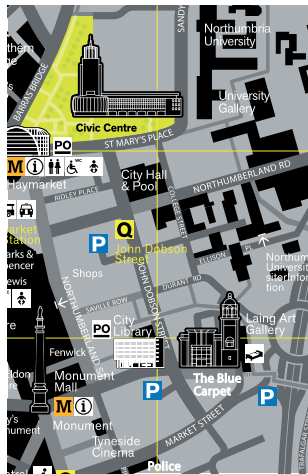 SANDY
Northumbria
University
BARRAS BRIDGE
University
Gallery
Civic Centre
ST MARY'S PLACE
PO
M i
WC
Haymarket
City Hall
& Pool
NORTHUMBERLAND RD
RIDLEY PLACE
COLLEGE STREET
Q
P
John Dobson
Street
ELLISON PL
Shops
DURANT RD
JOHN DOBSON STREET
NORTHUMBERLAND ST
SAVILLE ROW
PO
City
Library
Laing Art
Gallery
Fenwick
Monument
Mall
The Blue
Carpet
P
P
M i
Monument
MARKET STREET
Tyneside
Cinema
Police